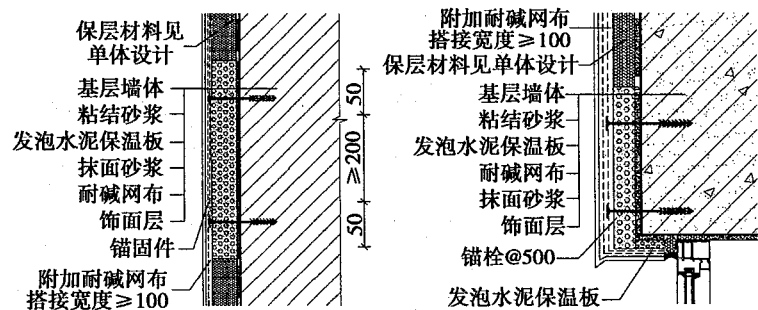 保层材料见
单体设计
基层墙体
粘结砂浆
发泡水泥保温板
抹面砂浆
耐碱网布
饰面层
锚固件
附加耐碱网布
搭接宽度≥100
50
≥200
50
附加耐碱网布
搭接宽度≥100
保层材料见单体设计
基层墙体
粘结砂浆
发泡水泥保温板
耐碱网布
抹面砂浆
饰面层
锚栓@500
发泡水泥保温板